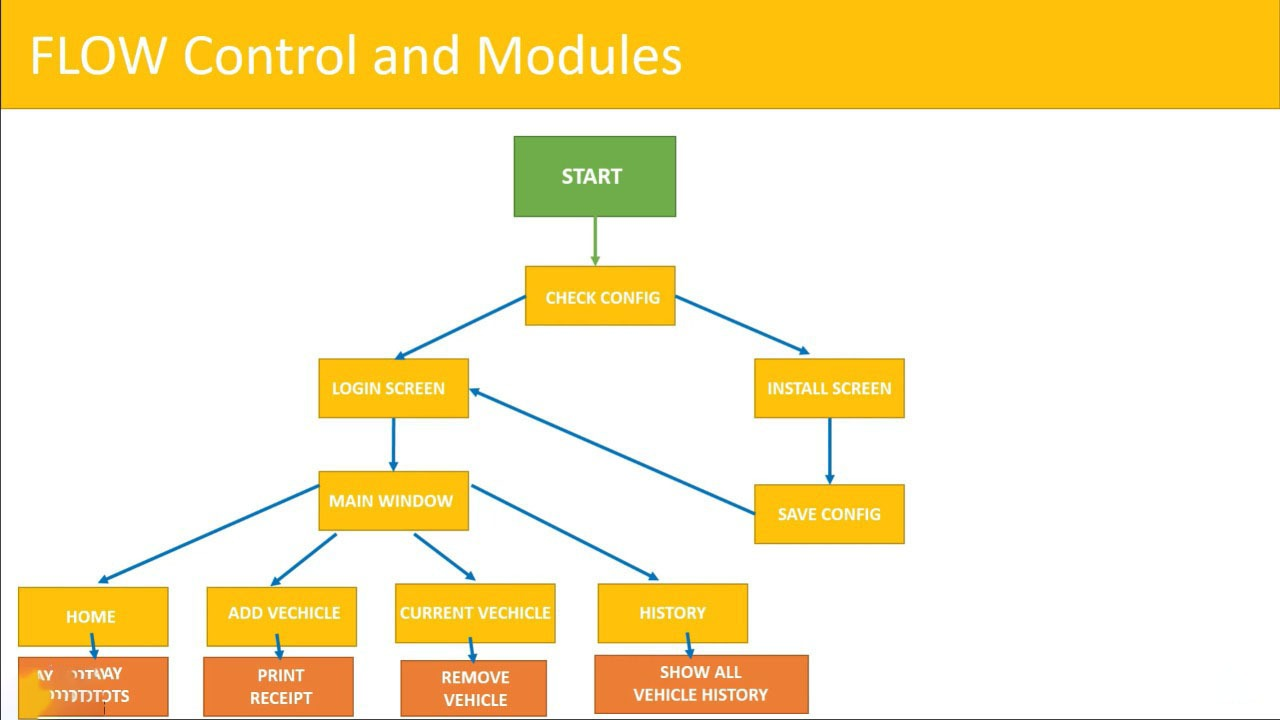 FLOW Control and Modules
START
CHECK CONFIG
LOGIN SCREEN
INSTALL SCREEN
MAIN WINDOW
SAVE CONFIG
HOME
ADD VECHICLE
CURRENT VECHICLE
HISTORY
PRINT
RECEIPT
REMOVE
VEHICLE
SHOW ALL
VEHICLE HISTORY